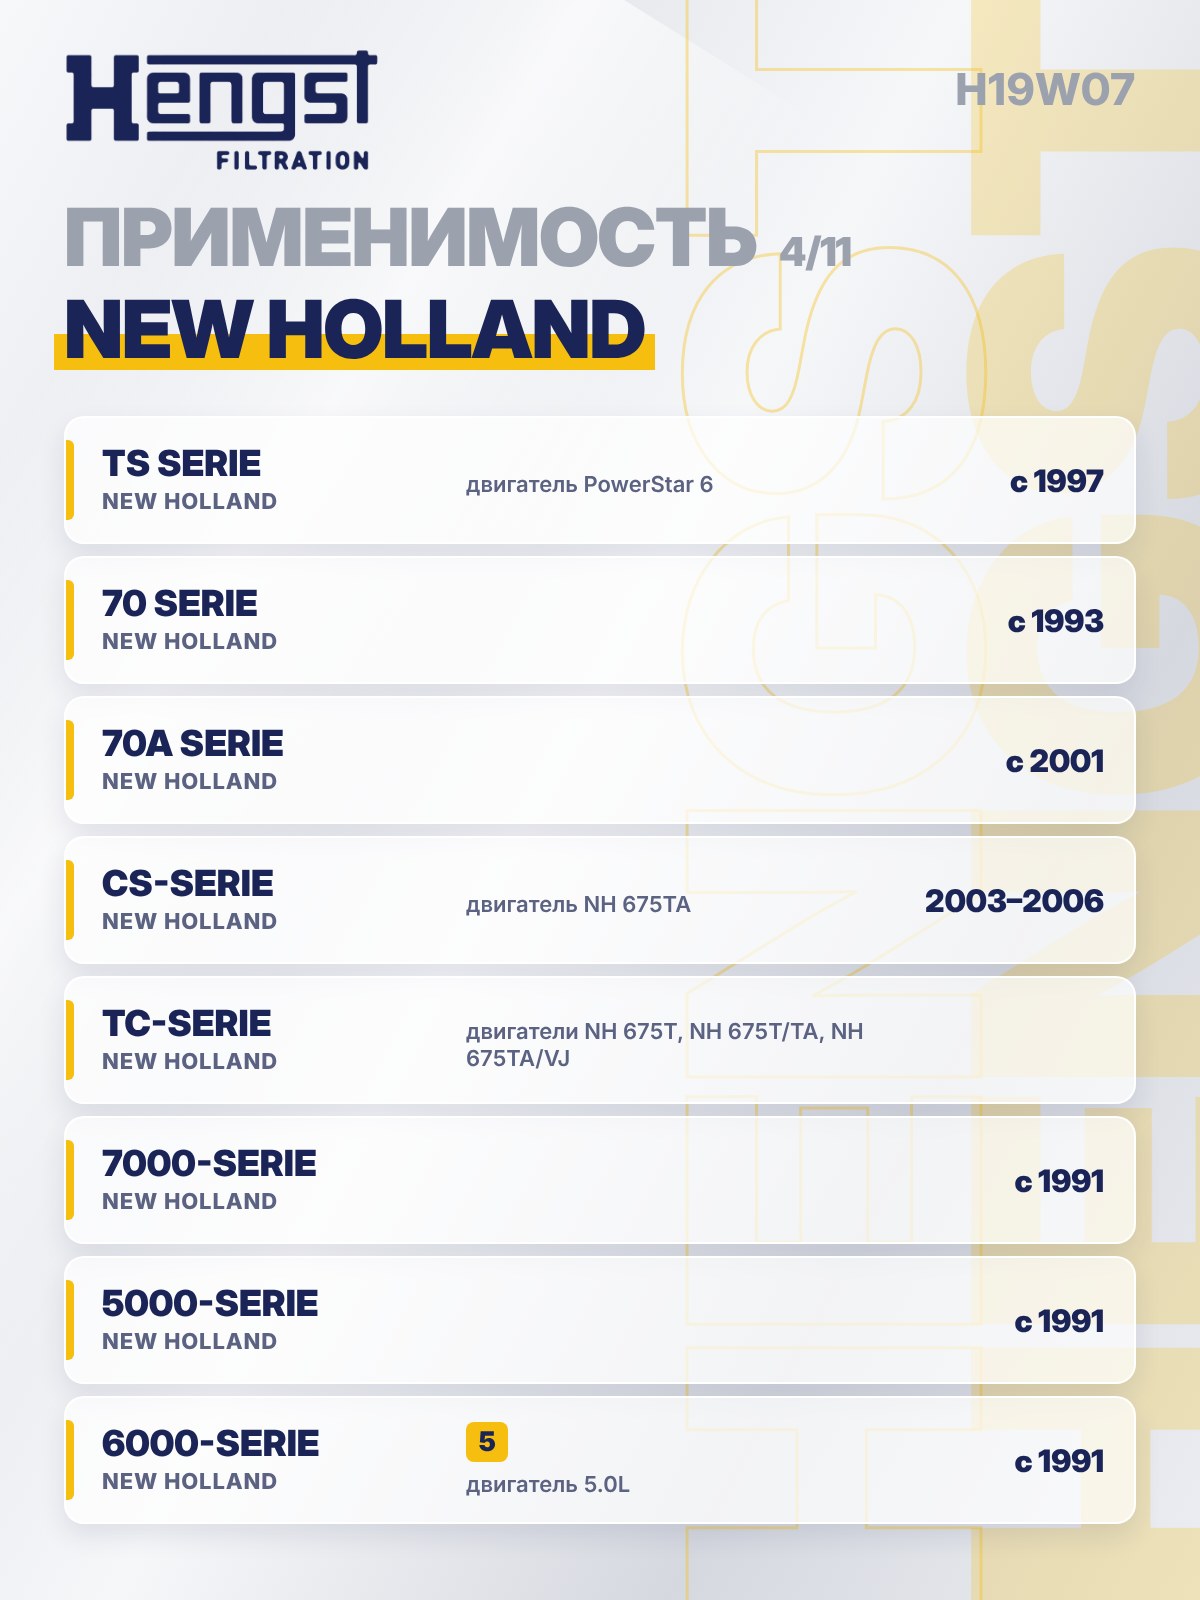 Hengst
FILTRATION
H19W07
ПРИМЕНИМОСТЬ 4/11
NEW HOLLAND
TS SERIE
NEW HOLLAND
двигатель PowerStar 6
с 1997
70 SERIE
NEW HOLLAND
с 1993
70A SERIE
NEW HOLLAND
с 2001
CS-SERIE
NEW HOLLAND
двигатель NH 675TA
2003–2006
TC-SERIE
NEW HOLLAND
двигатели NH 675T, NH 675T/TA, NH
675TA/VJ
7000-SERIE
NEW HOLLAND
с 1991
5000-SERIE
NEW HOLLAND
с 1991
6000-SERIE
NEW HOLLAND
5
двигатель 5.0L
с 1991
HENGST
HENGST